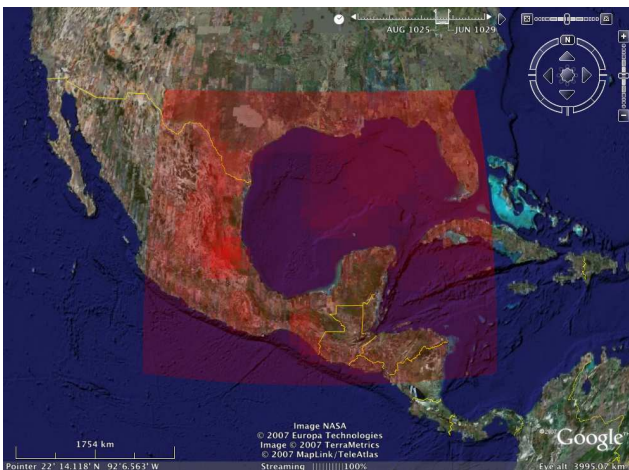 AUG 1025 JUN 1029
N
Image NASA
© 2007 Europa Technologies
Image © 2007 TerraMetrics
© 2007 MapLink/TeleAtlas
Google
1754 km
Pointer 22° 14.118' N 92°6.563' W Streaming ||||||||| 100% Eye alt 3995.07 km